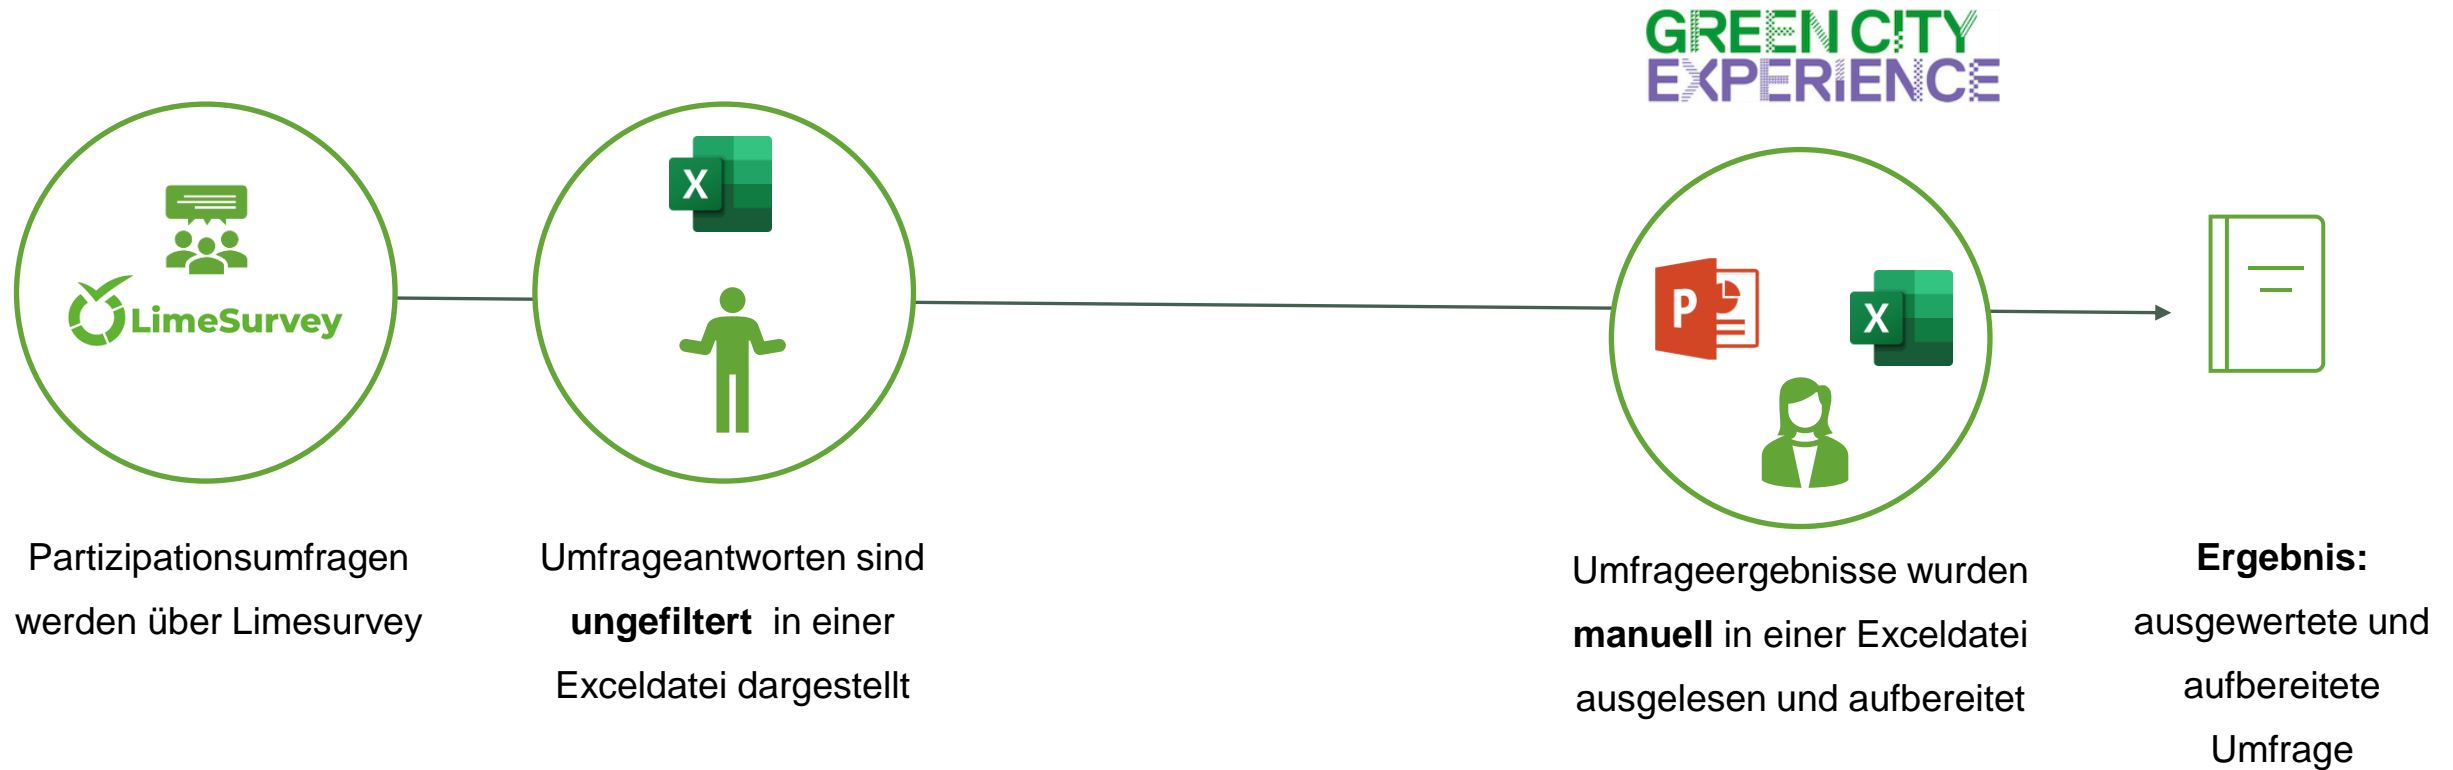 GREEN CITY
EXPERIENCE
X
LimeSurvey
P
X
Partizipationsumfragen
werden über Limesurvey
Umfrageantworten sind
ungefiltert in einer
Exceldatei dargestellt
Umfrageergebnisse wurden
manuell in einer Exceldatei
ausgelesen und aufbereitet
Ergebnis:
ausgewertete und
aufbereitete
Umfrage